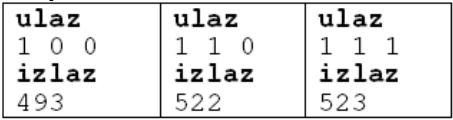 ulaz ulaz ulaz
1 0 0 1 1 0 1 1 1
izlaz izlaz izlaz
493 522 523